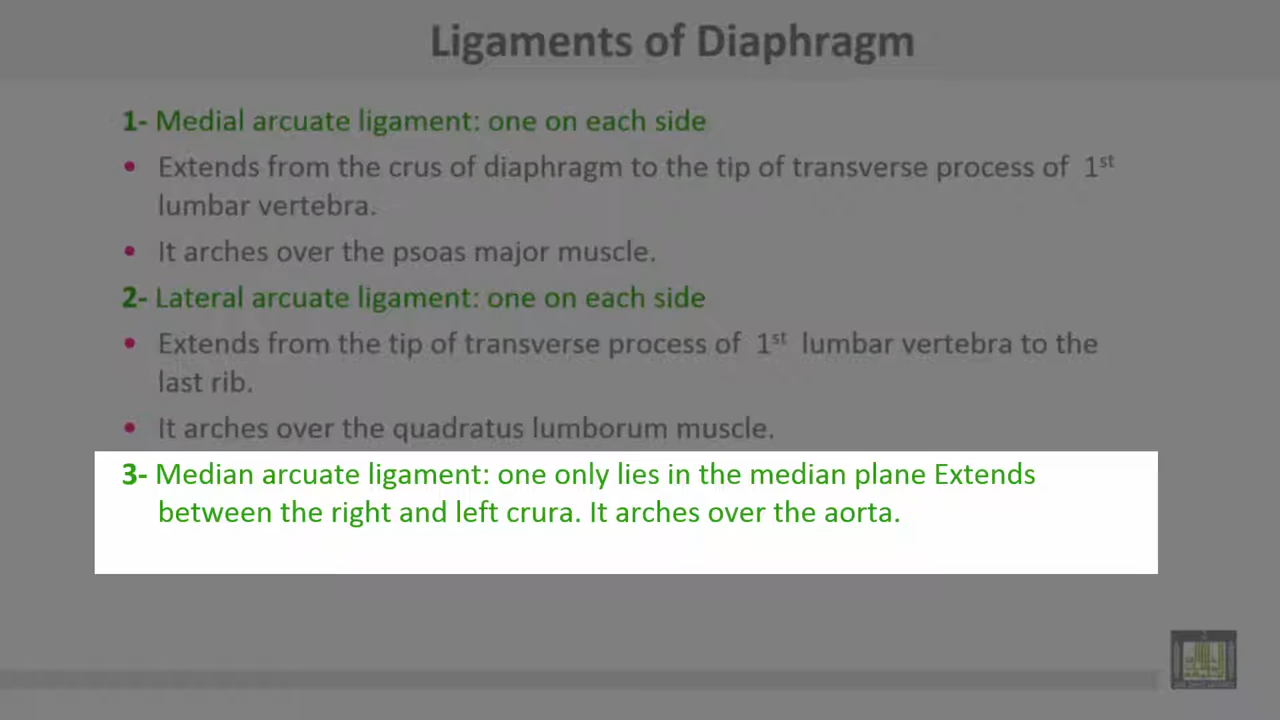 Ligaments of Diaphragm
1- Medial arcuate ligament: one on each side
• Extends from the crus of diaphragm to the tip of transverse process of 1st
lumbar vertebra.
• It arches over the psoas major muscle.
2- Lateral arcuate ligament: one on each side
• Extends from the tip of transverse process of 1st lumbar vertebra to the
last rib.
• It arches over the quadratus lumborum muscle.
3- Median arcuate ligament: one only lies in the median plane Extends
between the right and left crura. It arches over the aorta.